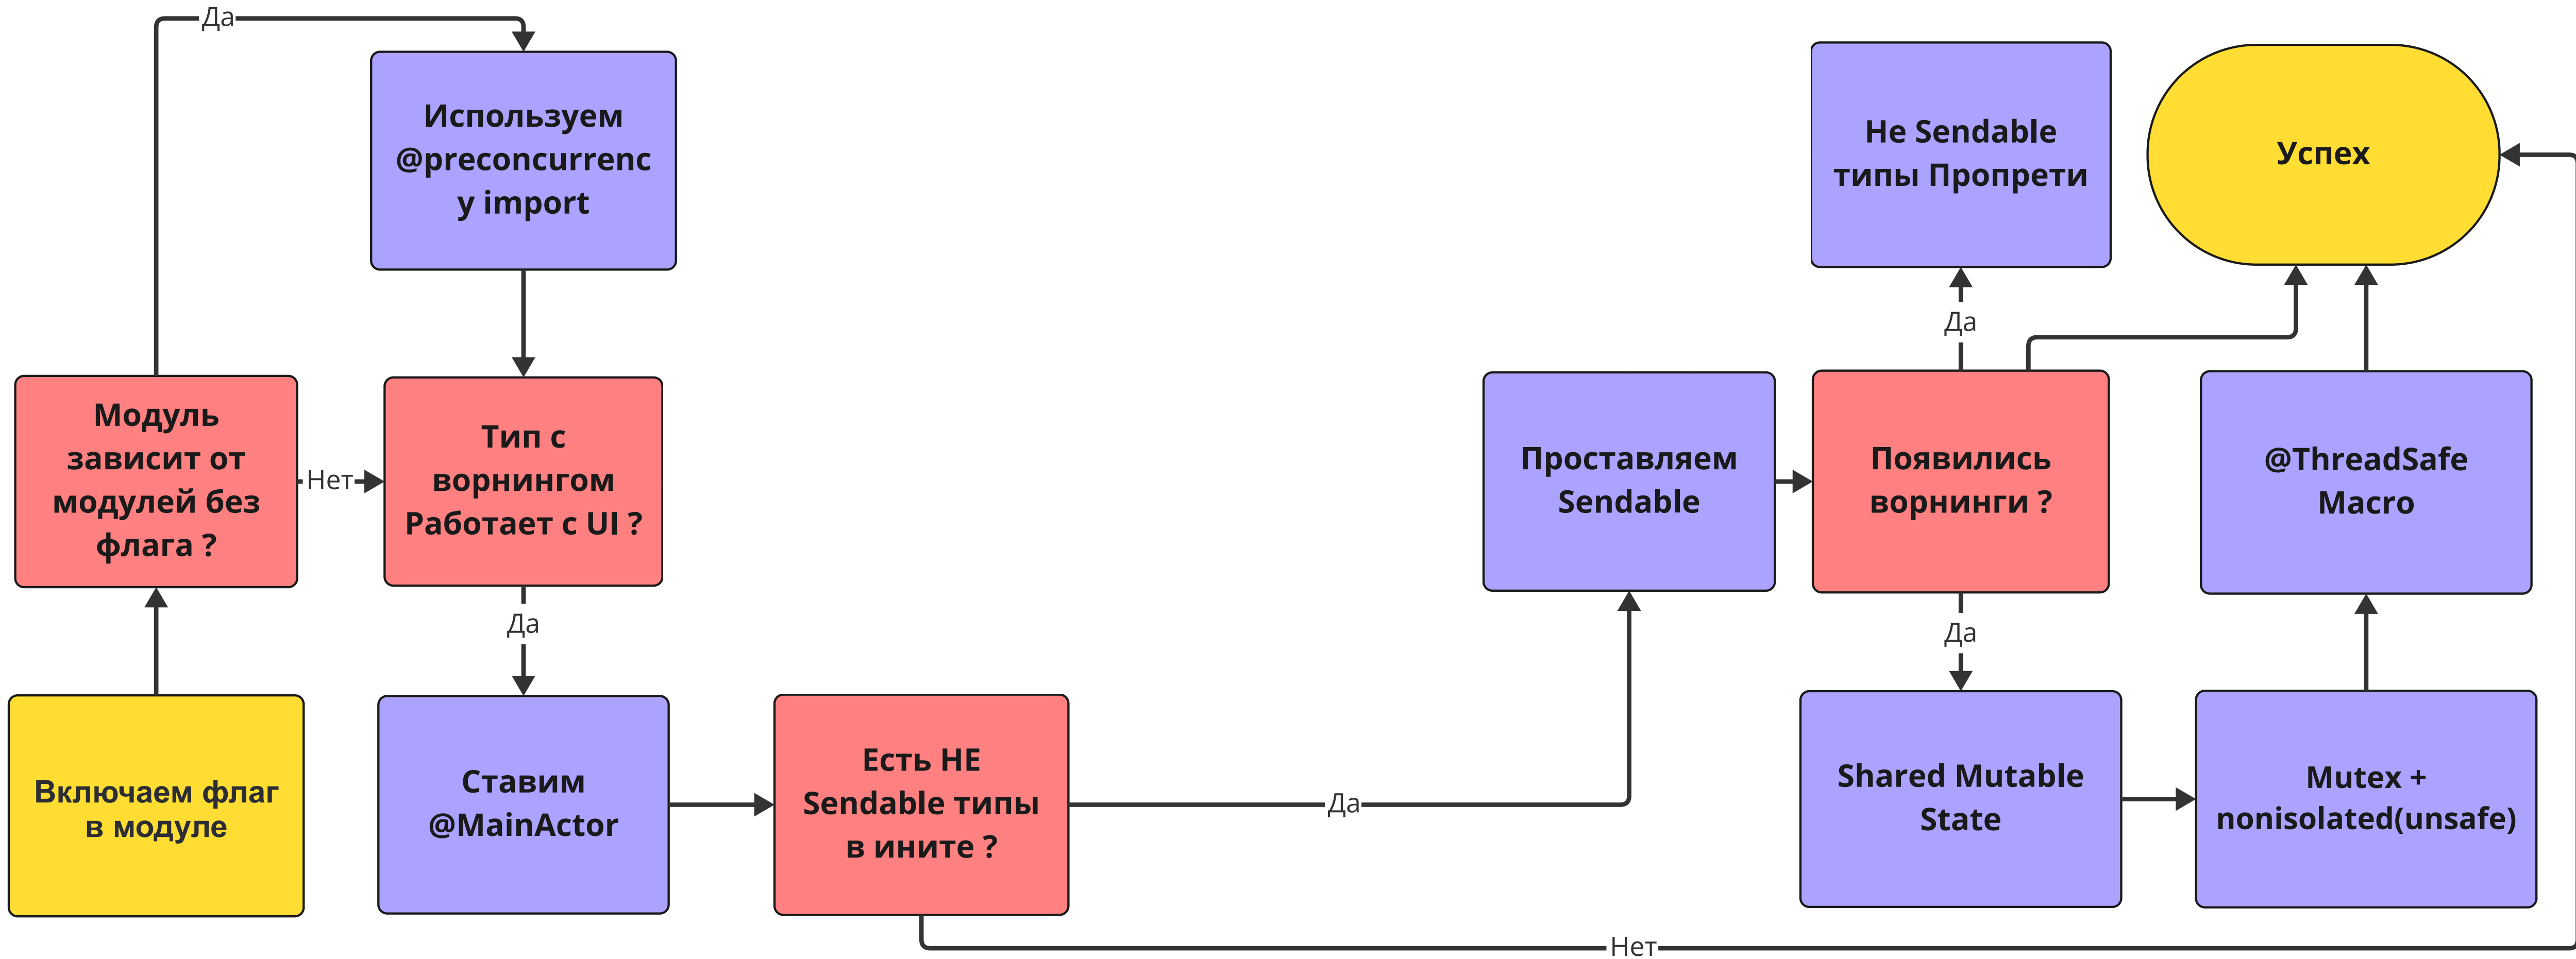 Да
Используем
@preconcurrenc
y import
Не Sendable
типы Пропрети
Успех
Да
Модуль
зависит от
модулей без
флага ?
Нет
Тип с
ворнингом
Работает с UI ?
Проставляем
Sendable
Появились
ворнинги ?
@ThreadSafe
Macro
Да
Да
Включаем флаг
в модуле
Ставим
@MainActor
Есть НЕ
Sendable типы
в ините ?
Да
Shared Mutable
State
Mutex +
nonisolated(unsafe)
Нет